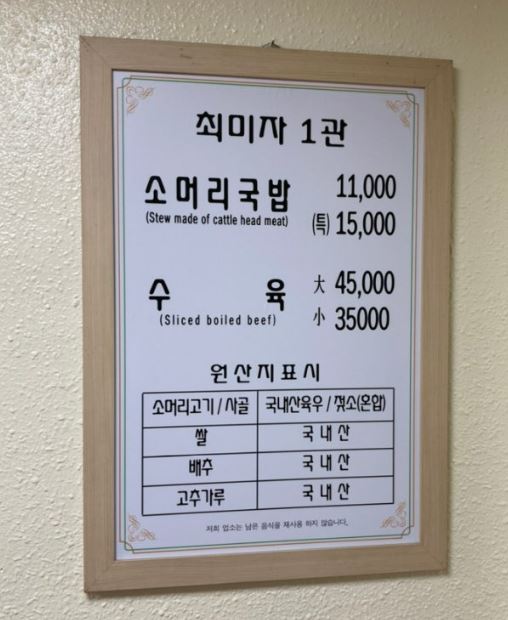 최미자 1관
소머리국밥 11,000
(Stew made of cattle head meat) (특) 15,000
수 육 大 45,000
(Sliced boiled beef) 小 35000
원산지표시
소머리고기 / 사골 국내산육우 / 젖소(혼합)
쌀 국내산
배추 국내산
고추가루 국내산
저희 업소는 남은 음식을 재사용 하지 않습니다.